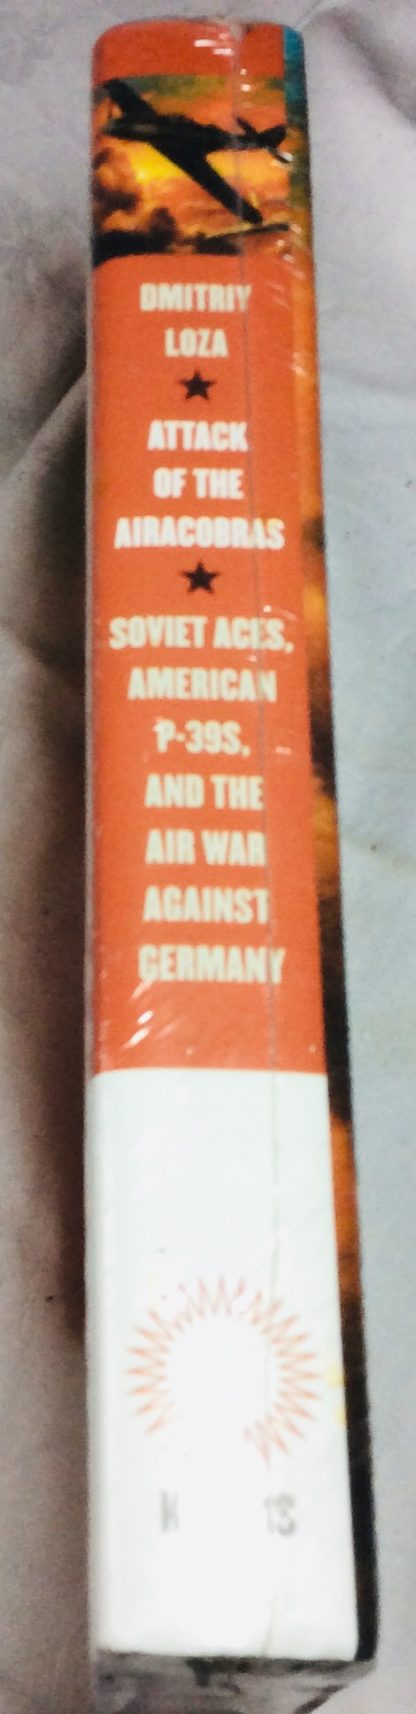 DMITRIY
LOZA
ATTACK
OF THE
AIRACOBRAS
SOVIET ACES,
AMERICAN
P-39S,
AND THE
AIR WAR
AGAINST
GERMANY